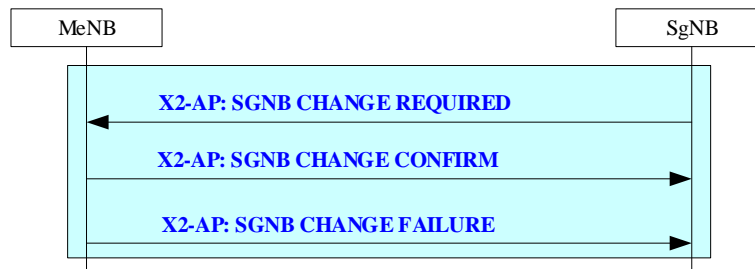 MeNB
SgNB
X2-AP: SGNB CHANGE REQUIRED
X2-AP: SGNB CHANGE CONFIRM
X2-AP: SGNB CHANGE FAILURE